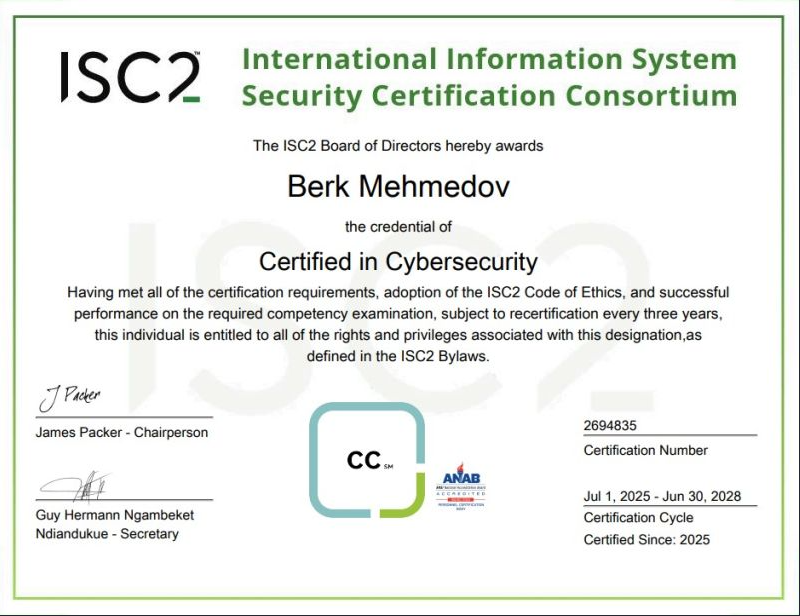 ISC2™
International Information System
Security Certification Consortium
The ISC2 Board of Directors hereby awards
Berk Mehmedov
the credential of
Certified in Cybersecurity
Having met all of the certification requirements, adoption of the ISC2 Code of Ethics, and successful
performance on the required competency examination, subject to recertification every three years,
this individual is entitled to all of the rights and privileges associated with this designation,as
defined in the ISC2 Bylaws.
J Packer
James Packer - Chairperson
Guy Hermann Ngambeket
Ndiandukue - Secretary
CC SM
ANAB
ACCREDITED
PERSONNEL CERTIFICATION
2694835
Certification Number
Jul 1, 2025 - Jun 30, 2028
Certification Cycle
Certified Since: 2025